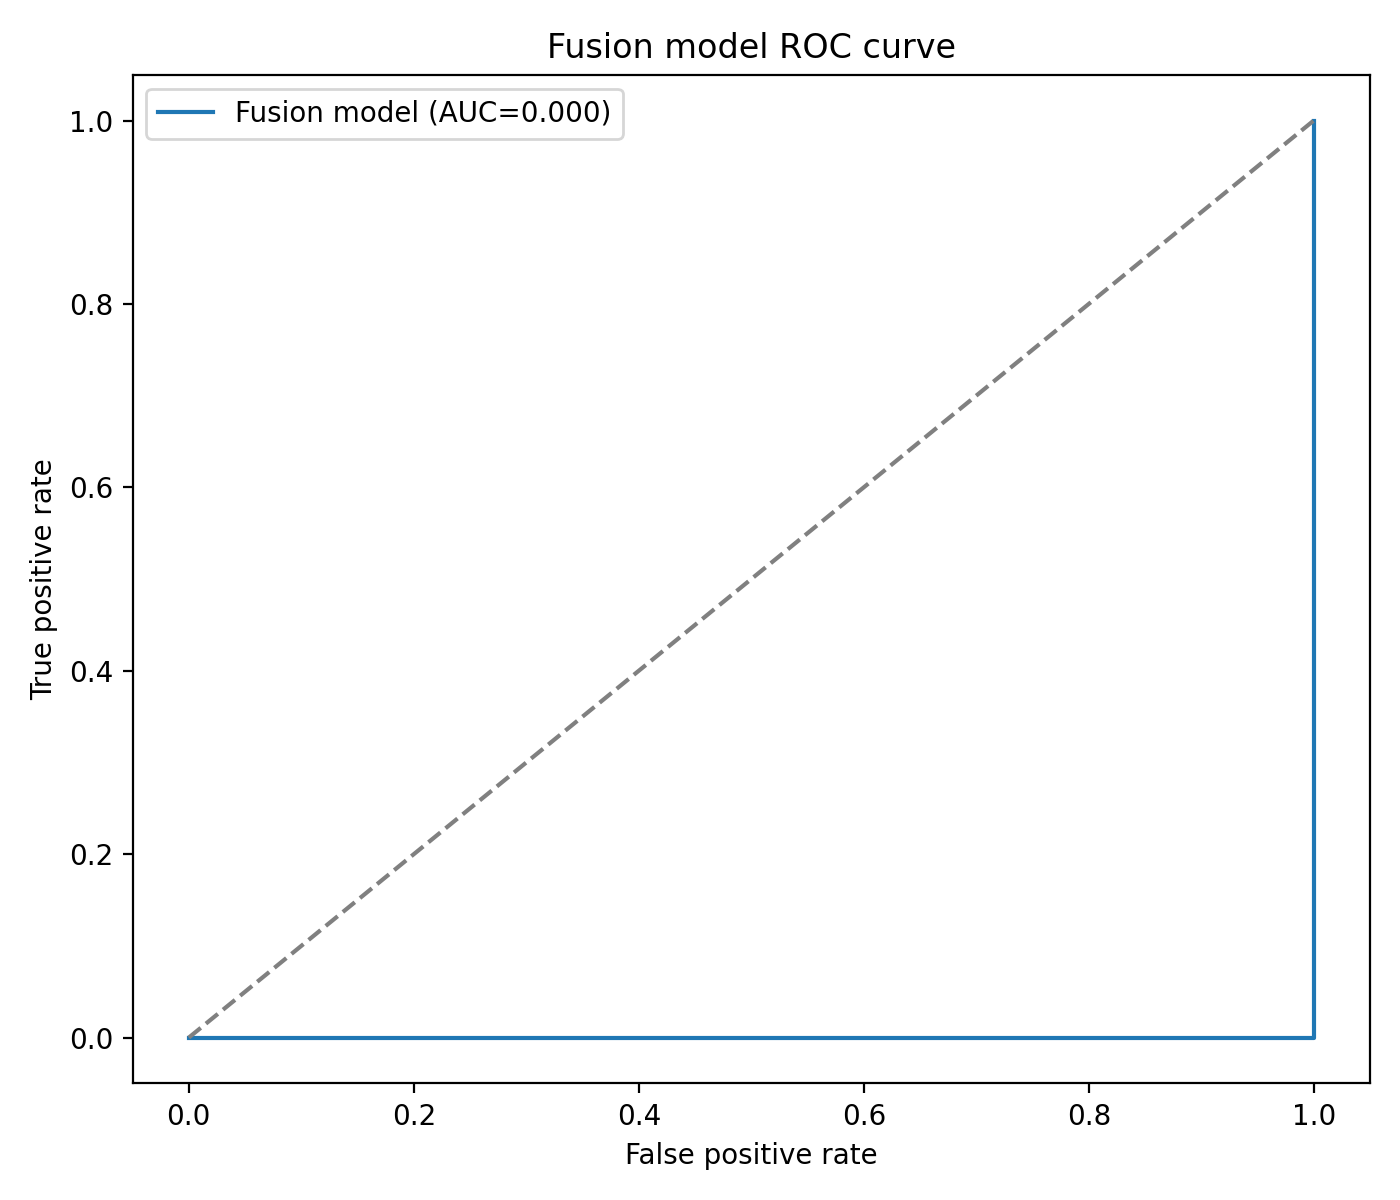 Fusion model ROC curve
Fusion model (AUC=0.000)
1.0
0.8
0.6
0.4
0.2
0.0
True positive rate
0.0 0.2 0.4 0.6 0.8 1.0
False positive rate